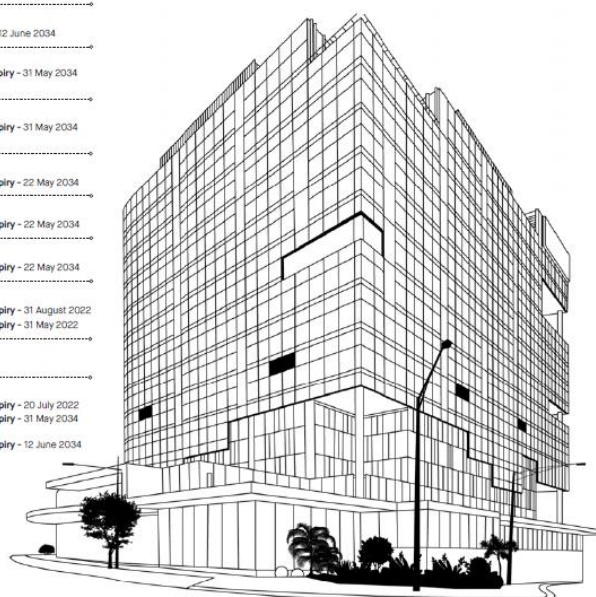 12 June 2034
piry - 31 May 2034
piry - 31 May 2034
piry - 22 May 2034
piry - 22 May 2034
piry - 22 May 2034
piry - 31 August 2022
piry - 31 May 2022
piry - 20 July 2022
piry - 31 May 2034
piry - 12 June 2034